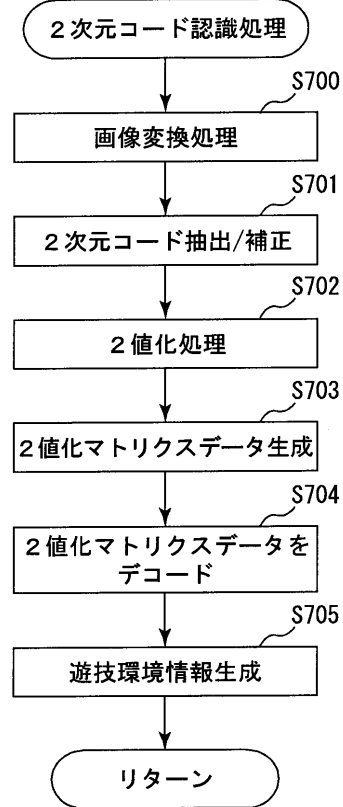 ２次元コード認識処理
S700
画像変換処理
S701
２次元コード抽出/補正
S702
２値化処理
S703
２値化マトリクスデータ生成
S704
２値化マトリクスデータを
デコード
S705
遊技環境情報生成
リターン